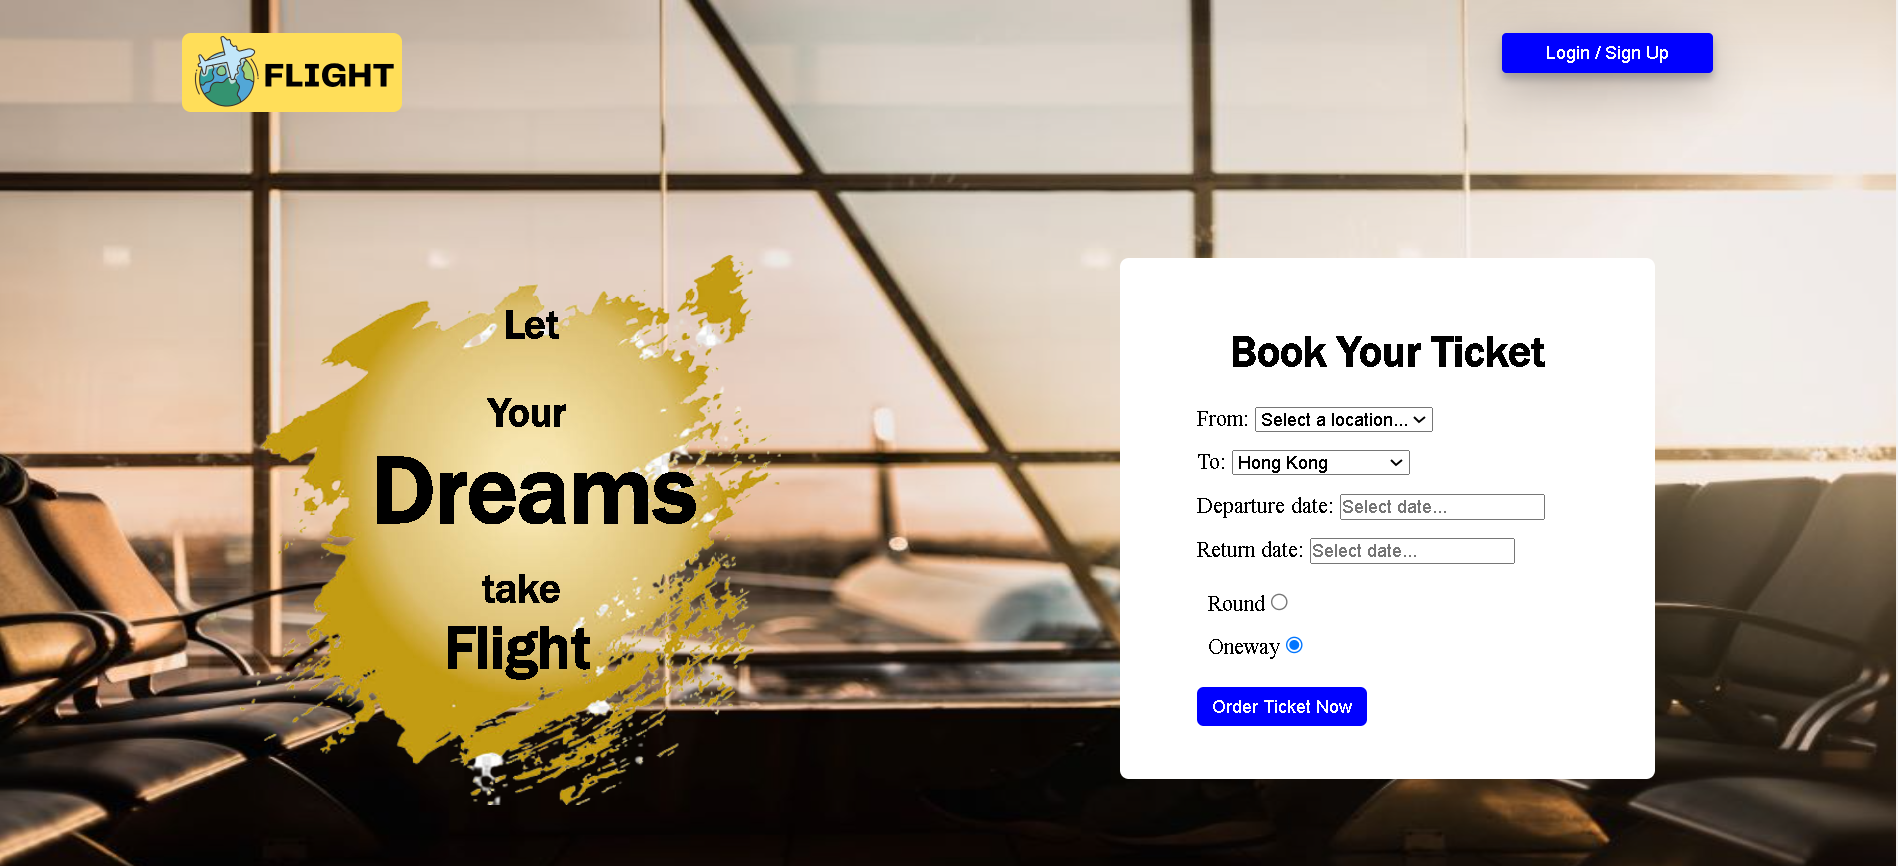 FLIGHT
Login / Sign Up
Let
Your
Dreams
take
Flight
Book Your Ticket
From: Select a location...
To: Hong Kong
Departure date: Select date...
Return date: Select date...
Round
Oneway
Order Ticket Now